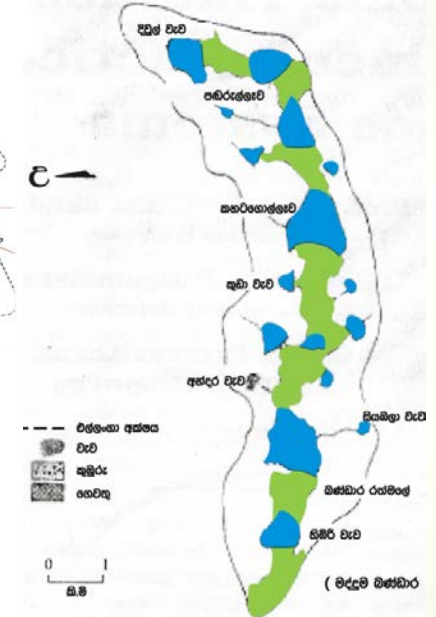 දිවුල් වැව
පඬරැල්ලෑව
කහටගොල්ලෑව
උ
කුඩා වැව
අන්දර වැව
සියඹලා වැව
එල්ලංගා අක්ෂය
වැව
කුඹුරු
ගෙවතු
බණ්ඩාර රත්මලේ
හිඹිරි වැව
0 1
කි.මී
( මද්දුම බණ්ඩාර